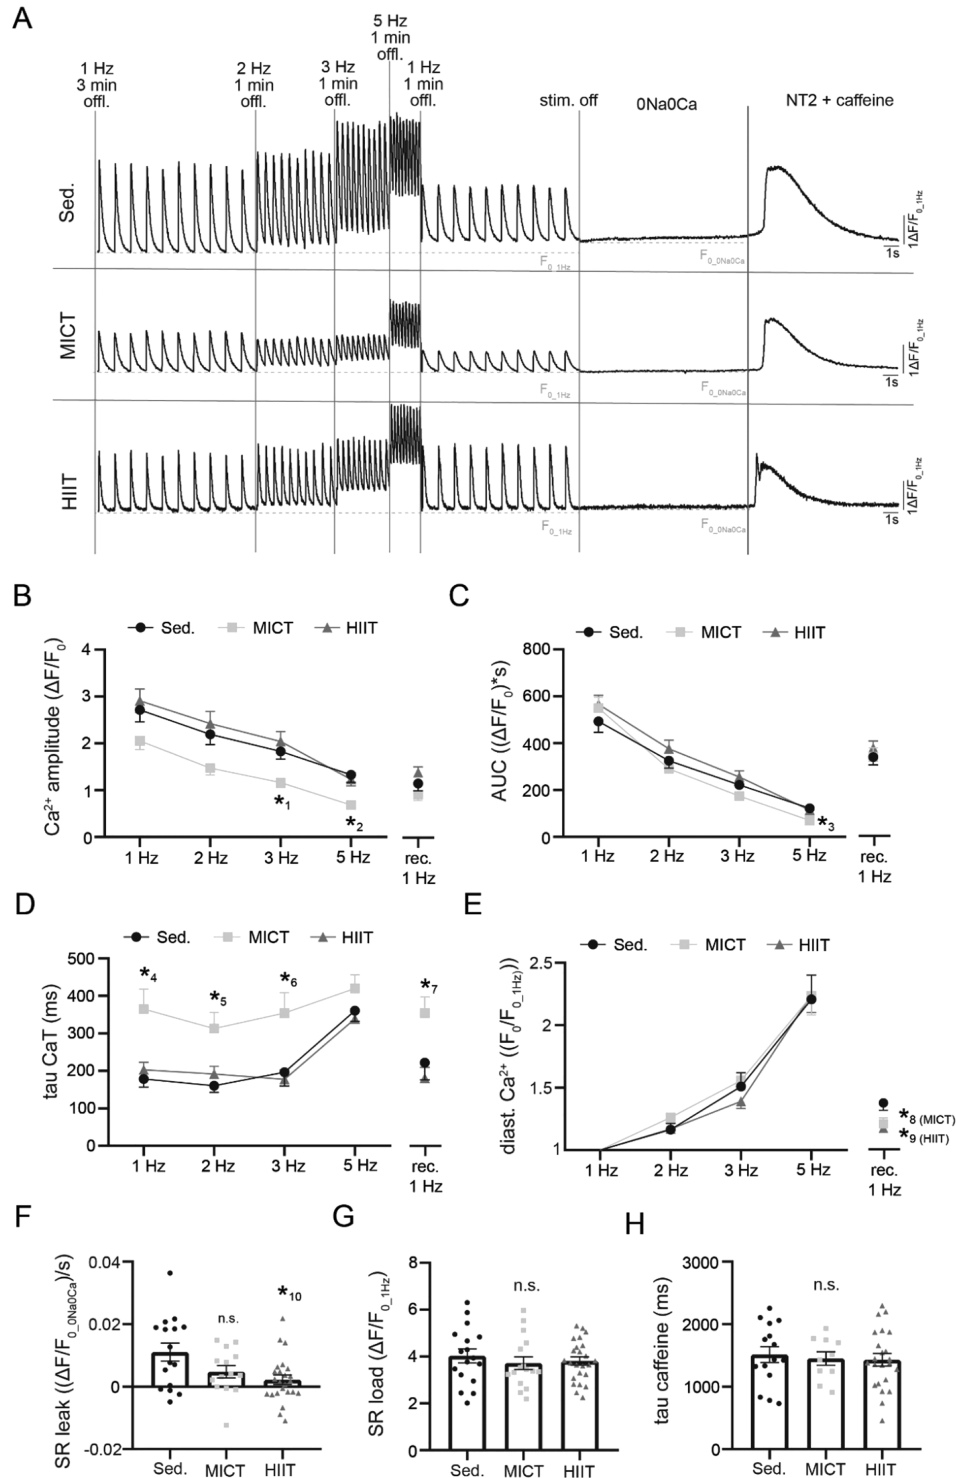 A
1 Hz
3 min
offl.
2 Hz
1 min
offl.
3 Hz
1 min
offl.
5 Hz
1 min
offl.
1 Hz
1 min
offl.
stim. off
0Na0Ca
NT2 + caffeine
Sed.
F0_1Hz
F0_0Na0Ca
1s
1ΔF/F0_1Hz
MICT
F0_1Hz
F0_0Na0Ca
1s
1ΔF/F0_1Hz
HIIT
F0_1Hz
F0_0Na0Ca
1s
1ΔF/F0_1Hz
B
Sed. MICT HIIT
Ca2+ amplitude (ΔF/F0)
4
3
2
1
0
*1
*2
1 Hz 2 Hz 3 Hz 5 Hz rec.
1 Hz
C
Sed. MICT HIIT
AUC ((ΔF/F0)*s)
800
600
400
200
0
*3
1 Hz 2 Hz 3 Hz 5 Hz rec.
1 Hz
D
Sed. MICT HIIT
tau CaT (ms)
500
400
300
200
100
0
*4
*5
*6
*7
1 Hz 2 Hz 3 Hz 5 Hz rec.
1 Hz
E
Sed. MICT HIIT
diast. Ca2+ ((F0/F0_1Hz))
2.5
2
1.5
1
*8 (MICT)
*9 (HIIT)
1 Hz 2 Hz 3 Hz 5 Hz rec.
1 Hz
F
SR leak ((ΔF/F0_0Na0Ca)/s)
0.04
0.02
0
-0.02
n.s.
*10
Sed. MICT HIIT
G
SR load (ΔF/F0_1Hz)
8
6
4
2
0
n.s.
Sed. MICT HIIT
H
tau caffeine (ms)
3000
2000
1000
0
n.s.
Sed. MICT HIIT